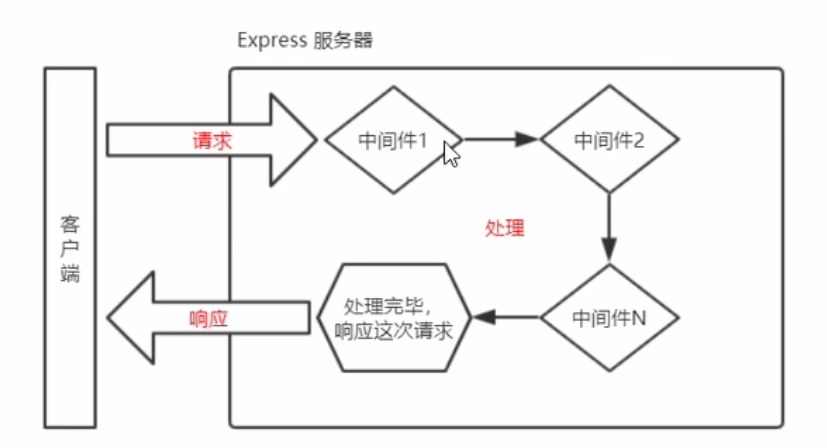 Express 服务器
请求
中间件1
中间件2
客户端
处理
处理完毕，
响应这次请求
响应
中间件N